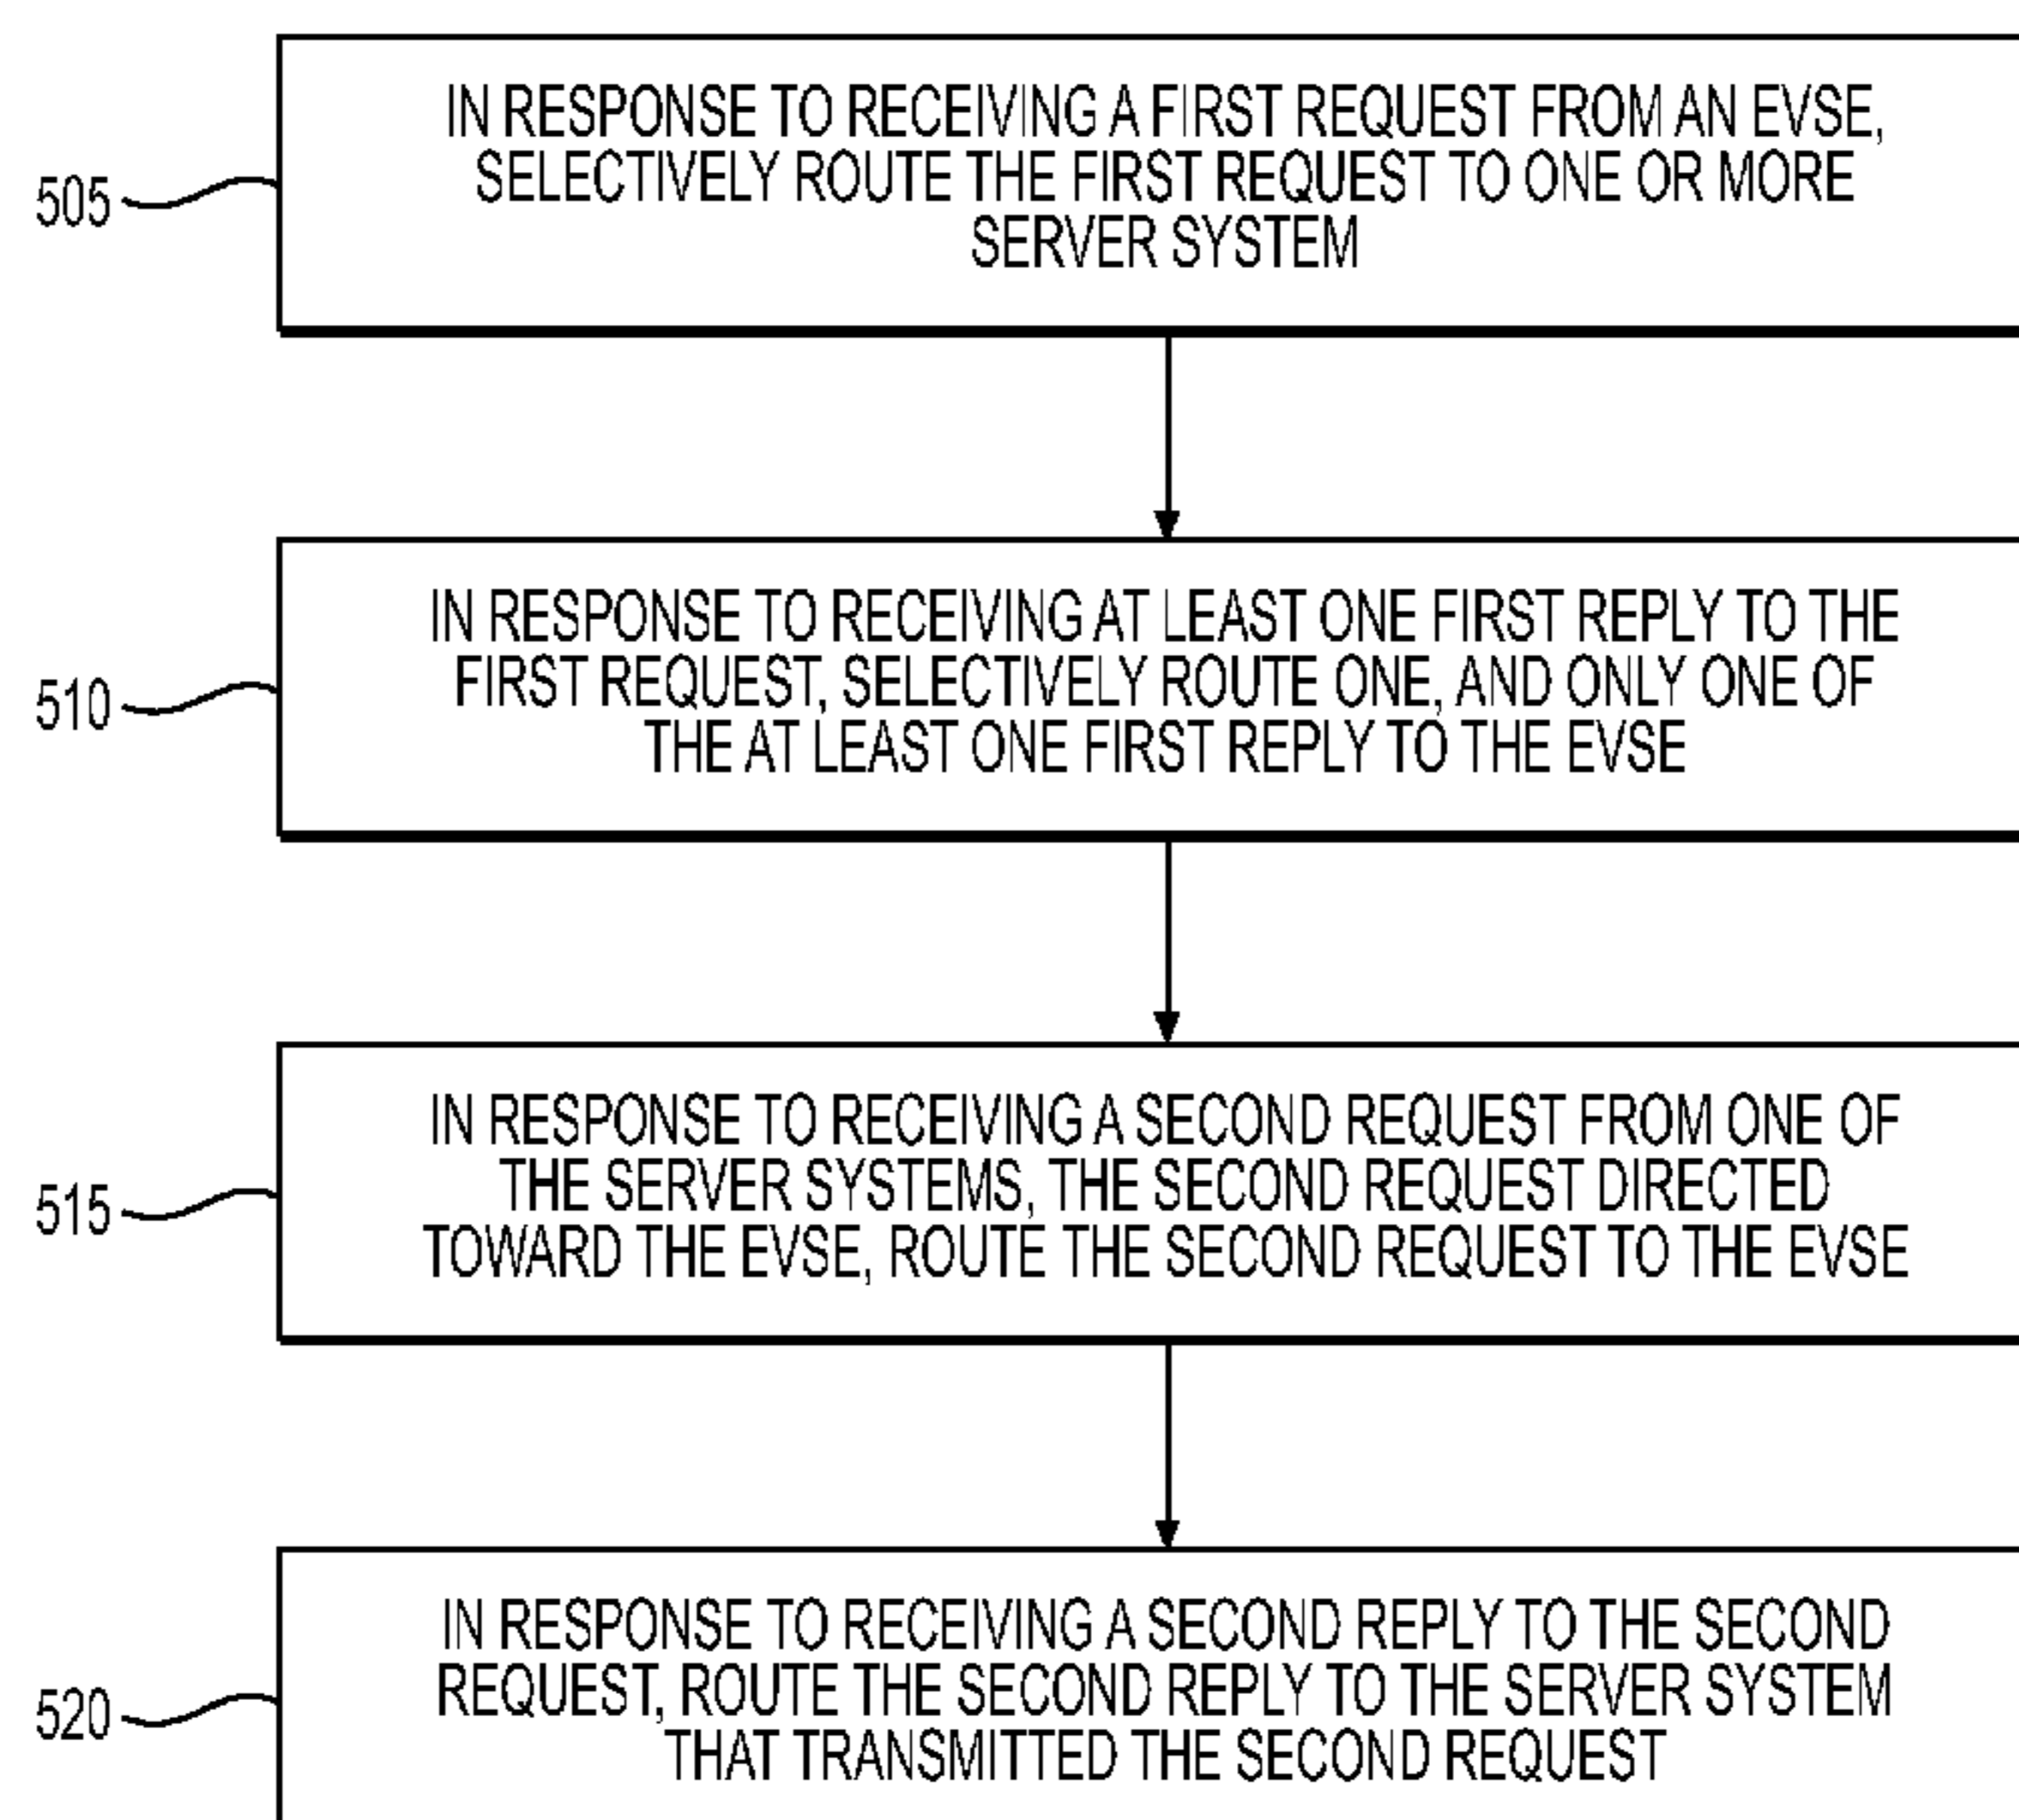 IN RESPONSE TO RECEIVING A FIRST REQUEST FROM AN EVSE,
SELECTIVELY ROUTE THE FIRST REQUEST TO ONE OR MORE
SERVER SYSTEM
505
IN RESPONSE TO RECEIVING AT LEAST ONE FIRST REPLY TO THE
FIRST REQUEST, SELECTIVELY ROUTE ONE, AND ONLY ONE OF
THE AT LEAST ONE FIRST REPLY TO THE EVSE
510
IN RESPONSE TO RECEIVING A SECOND REQUEST FROM ONE OF
THE SERVER SYSTEMS, THE SECOND REQUEST DIRECTED
TOWARD THE EVSE, ROUTE THE SECOND REQUEST TO THE EVSE
515
IN RESPONSE TO RECEIVING A SECOND REPLY TO THE SECOND
REQUEST, ROUTE THE SECOND REPLY TO THE SERVER SYSTEM
THAT TRANSMITTED THE SECOND REQUEST
520